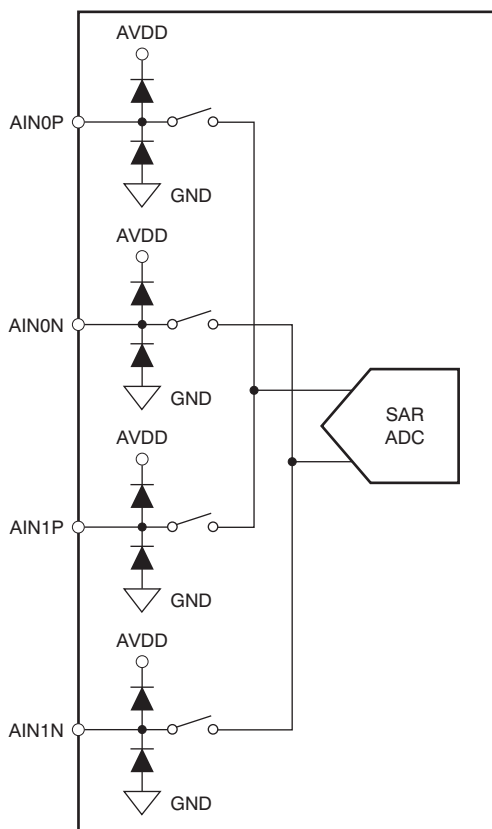 AVDD
AIN0P
GND
AVDD
AIN0N
GND
SAR
ADC
AVDD
AIN1P
GND
AVDD
AIN1N
GND